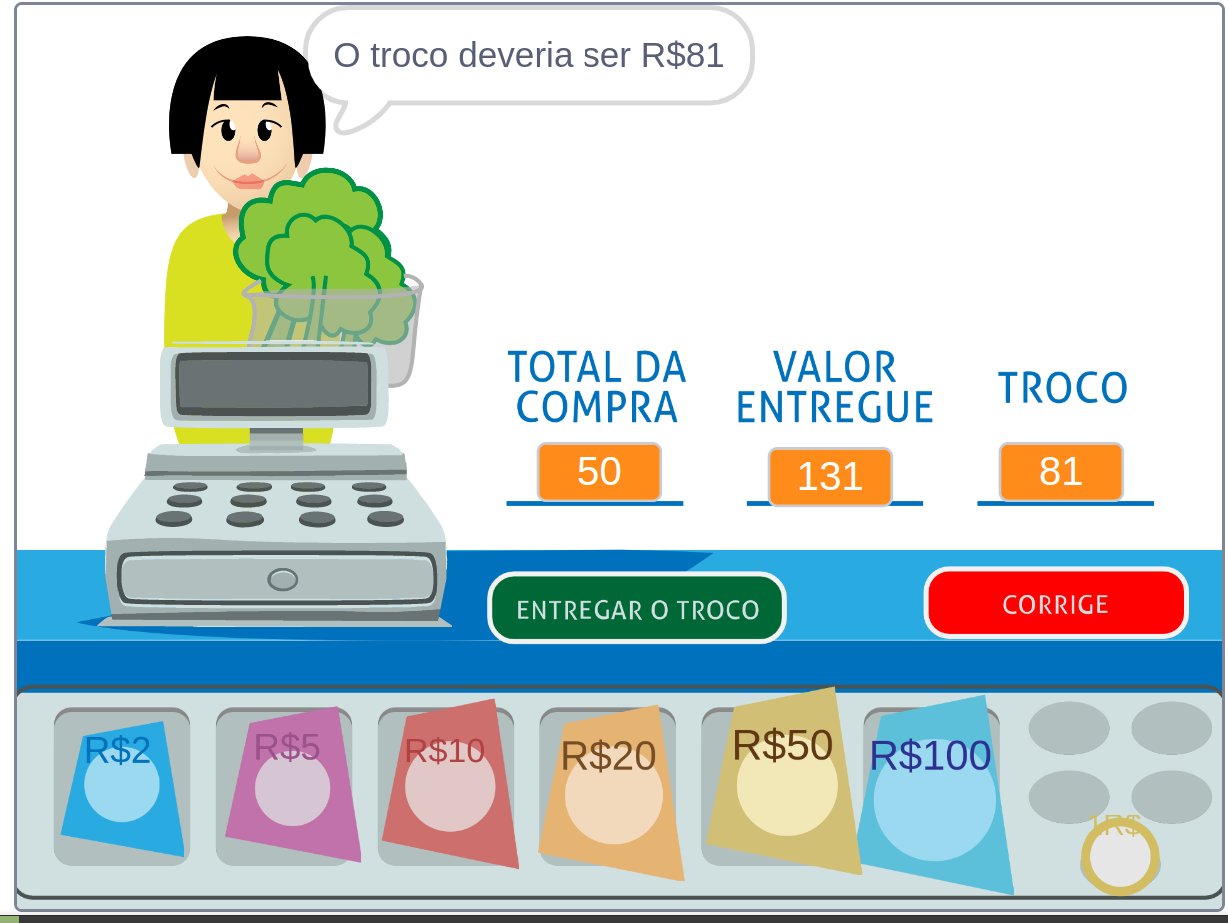 O troco deveria ser R$81
TOTAL DA
COMPRA
VALOR
ENTREGUE
TROCO
50
131
81
ENTREGAR O TROCO
CORRIGE
R$2
R$5
R$10
R$20
R$50
R$100
1R$